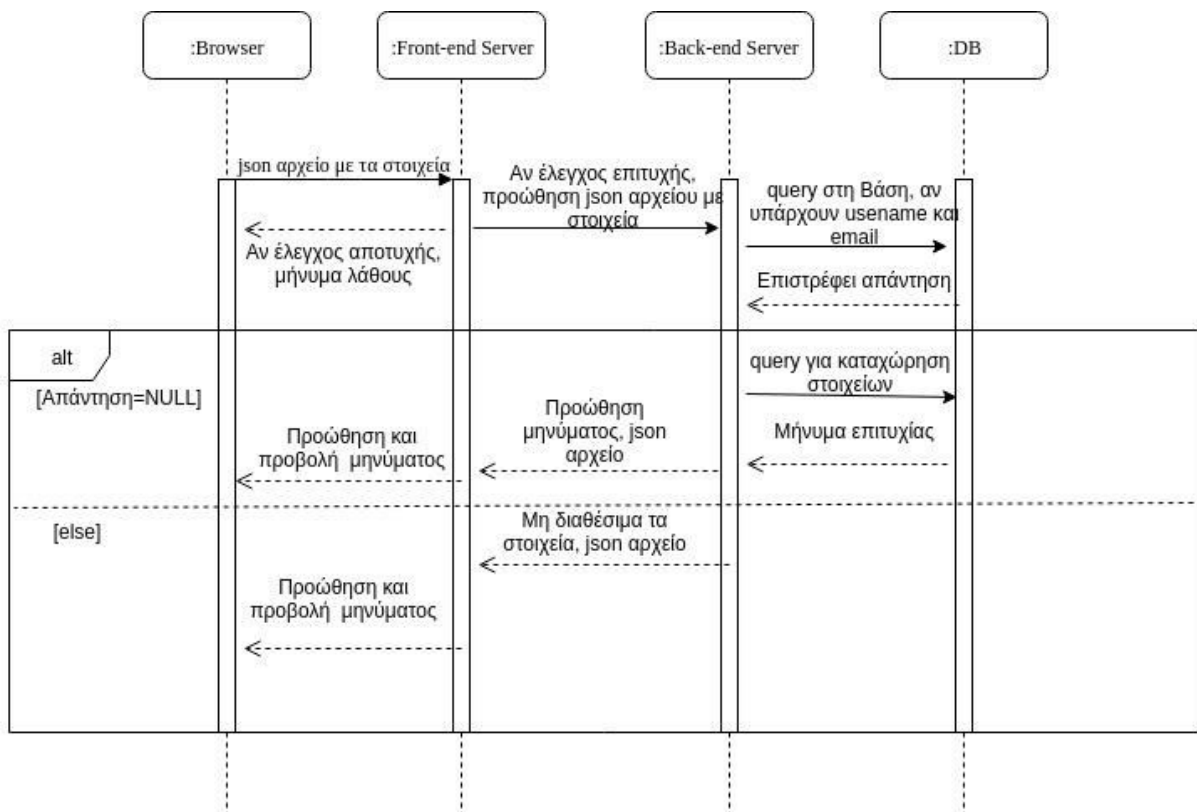 :Browser
:Front-end Server
:Back-end Server
:DB
json αρχείο με τα στοιχεία
Αν έλεγχος επιτυχής,
προώθηση json αρχείου με
στοιχεία
query στη Βάση, αν
υπάρχουν usename και
email
Αν έλεγχος αποτυχής,
μήνυμα λάθους
Επιστρέφει απάντηση
alt
[Απάντηση=NULL]
query για καταχώρηση
στοιχείων
Μήνυμα επιτυχίας
Προώθηση
μηνύματος, json
αρχείο
Προώθηση και
προβολή μηνύματος
[else]
Μη διαθέσιμα τα
στοιχεία, json αρχείο
Προώθηση και
προβολή μηνύματος